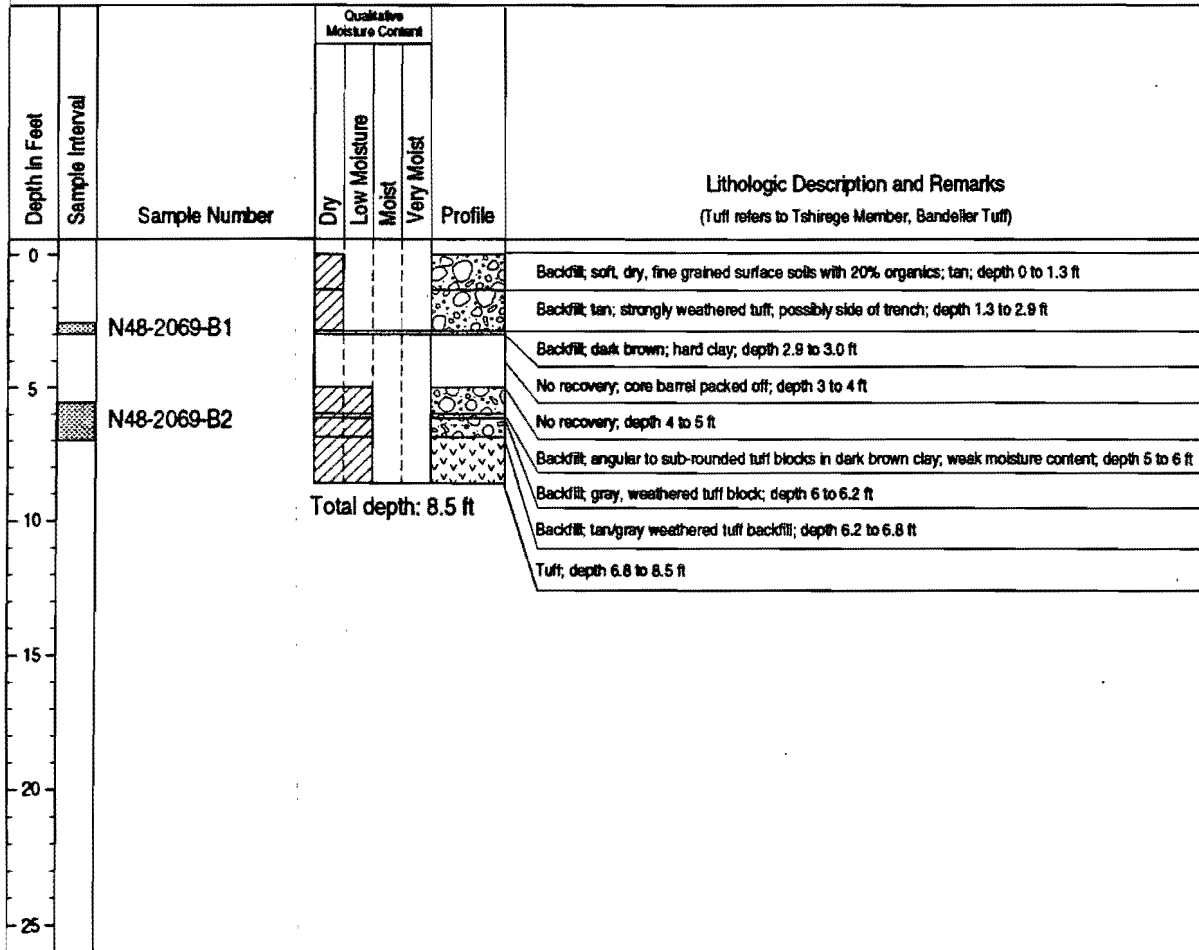 Qualitative
Moisture Content
Depth In Feet
Sample Interval
Sample Number
Dry
Low Moisture
Moist
Very Moist
Profile
Lithologic Description and Remarks
(Tuff refers to Tshirege Member, Bandelier Tuff)
0
Backfill; soft, dry, fine grained surface soils with 20% organics; tan; depth 0 to 1.3 ft
Backfill; tan; strongly weathered tuff; possibly side of trench; depth 1.3 to 2.9 ft
N48-2069-B1
Backfill; dark brown; hard clay; depth 2.9 to 3.0 ft
No recovery; core barrel packed off; depth 3 to 4 ft
5
N48-2069-B2
No recovery; depth 4 to 5 ft
Backfill; angular to sub-rounded tuff blocks in dark brown clay; weak moisture content; depth 5 to 6 ft
Backfill; gray, weathered tuff block; depth 6 to 6.2 ft
Total depth: 8.5 ft
10
Backfill; tan/gray weathered tuff backfill; depth 6.2 to 6.8 ft
Tuff; depth 6.8 to 8.5 ft
15
20
25